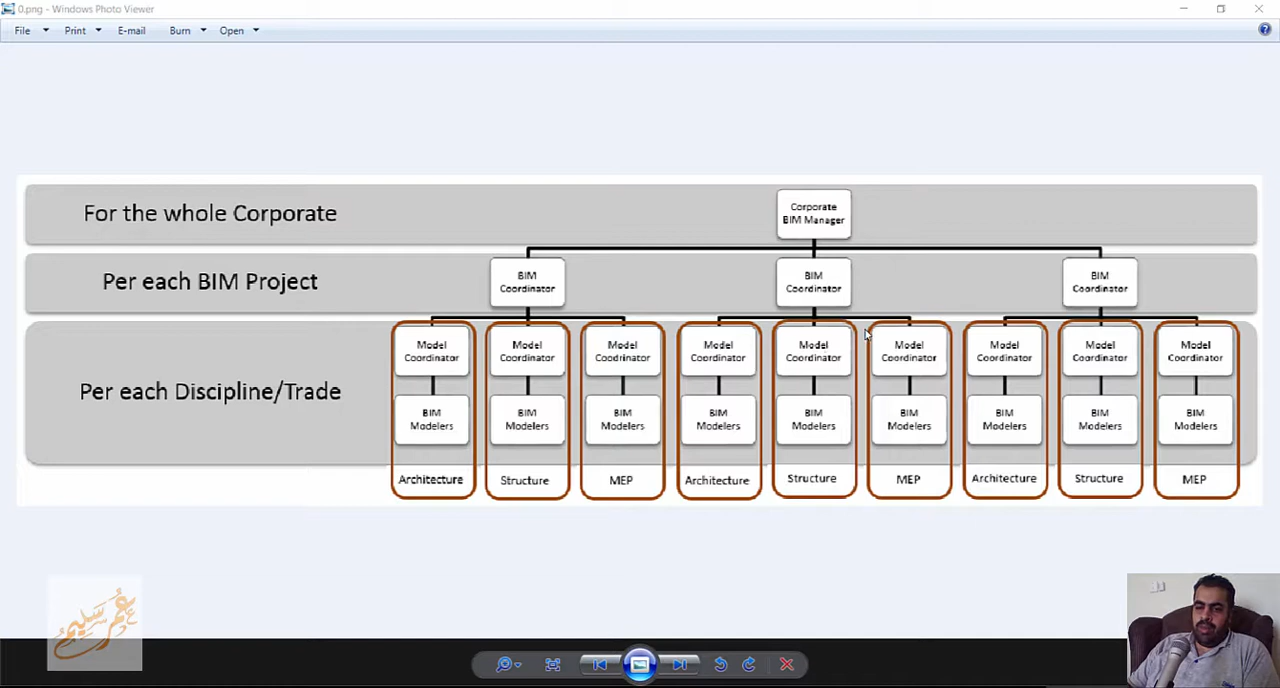 0.png - Windows Photo Viewer
File Print E-mail Burn Open
For the whole Corporate
Corporate
BIM Manager
Per each BIM Project
BIM
Coordinator
BIM
Coordinator
BIM
Coordinator
Per each Discipline/Trade
Model
Coordinator
Model
Coordinator
Model
Coordinator
Model
Coordinator
Model
Coordinator
Model
Coordinator
Model
Coordinator
Model
Coordinator
Model
Coordinator
BIM
Modelers
BIM
Modelers
BIM
Modelers
BIM
Modelers
BIM
Modelers
BIM
Modelers
BIM
Modelers
BIM
Modelers
BIM
Modelers
Architecture
Structure
MEP
Architecture
Structure
MEP
Architecture
Structure
MEP
عمر سليم